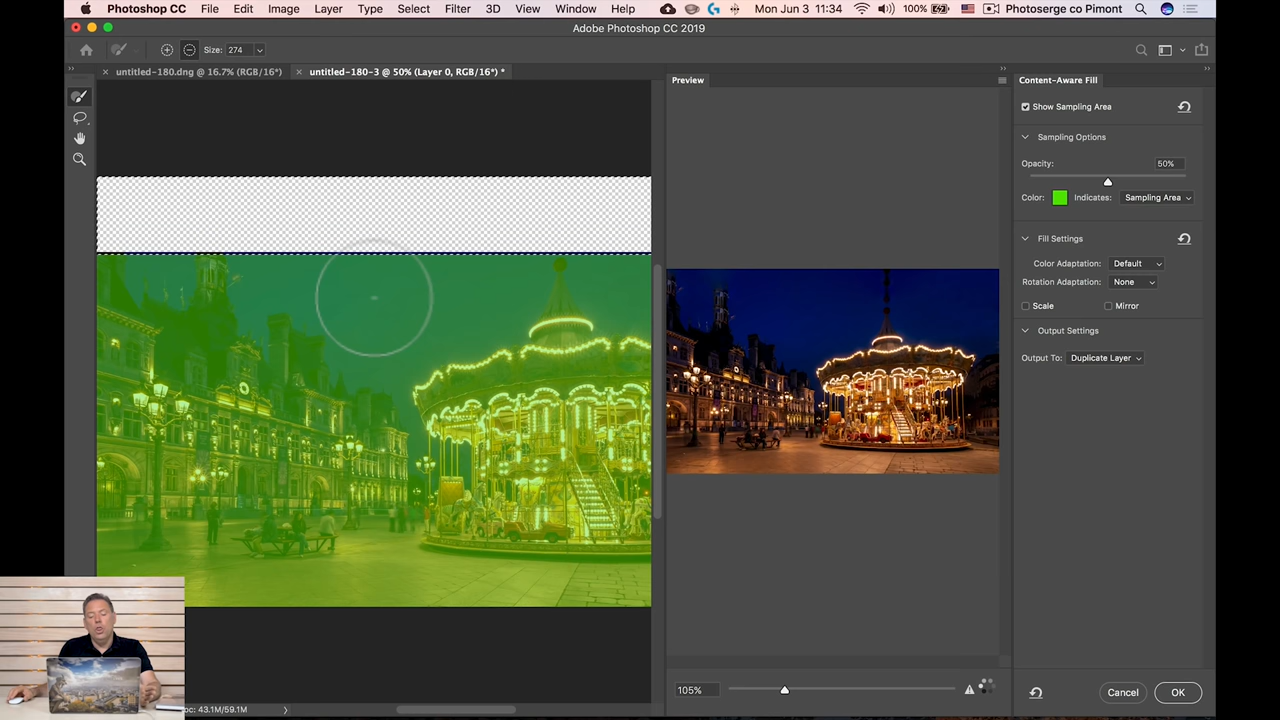 Photoshop CC File Edit Image Layer Type Select Filter 3D View Window Help Mon Jun 3 11:34 100% Photoserge co Pimont
Adobe Photoshop CC 2019
Size: 274
untitled-180.dng @ 16.7% (RGB/16*) untitled-180-3 @ 50% (Layer 0, RGB/16*) *
Preview
Content-Aware Fill
Show Sampling Area
Sampling Options
Opacity: 50%
Color: Indicates: Sampling Area
Fill Settings
Color Adaptation: Default
Rotation Adaptation: None
Scale Mirror
Output Settings
Output To: Duplicate Layer
105%
Cancel OK
oc: 43.1M/59.1M